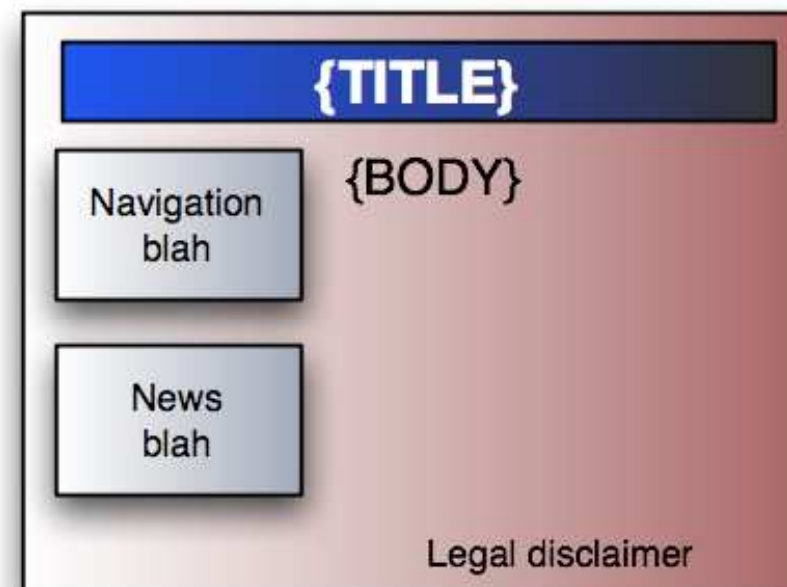 {TITLE}
Navigation
blah
{BODY}
News
blah
Legal disclaimer